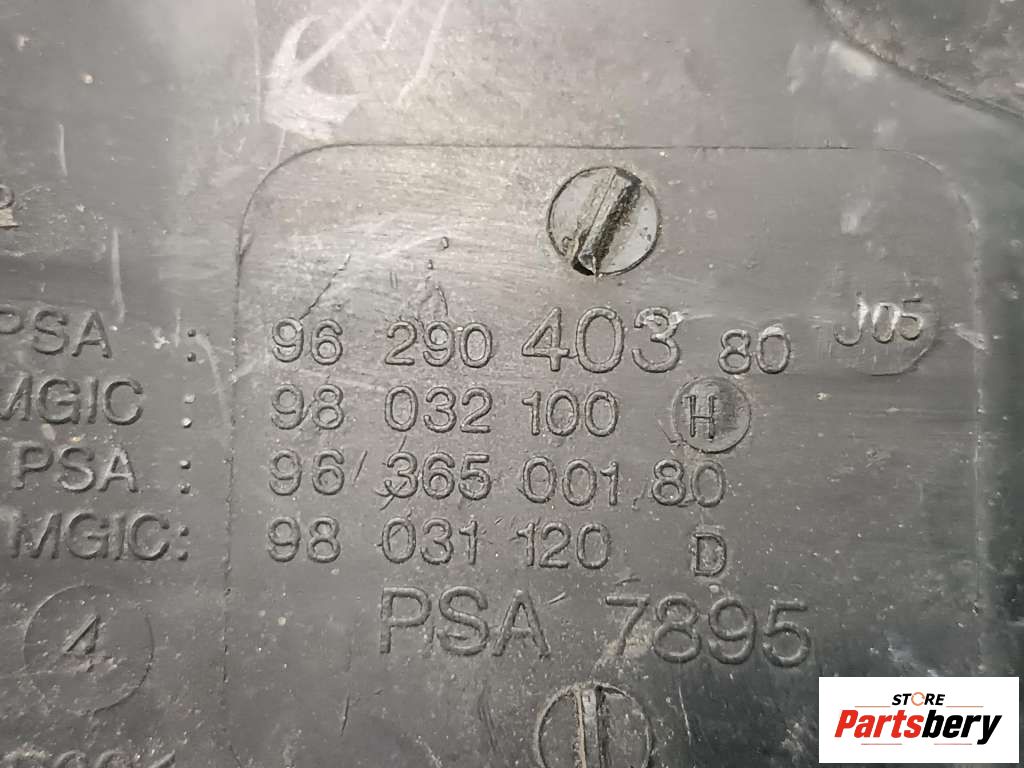 PSA : 96 290 403 80 J05
MGIC : 98 032 100 H
PSA : 96 365 001 80
MGIC: 98 031 120 D
PSA 7895
4
STORE
Partsbery